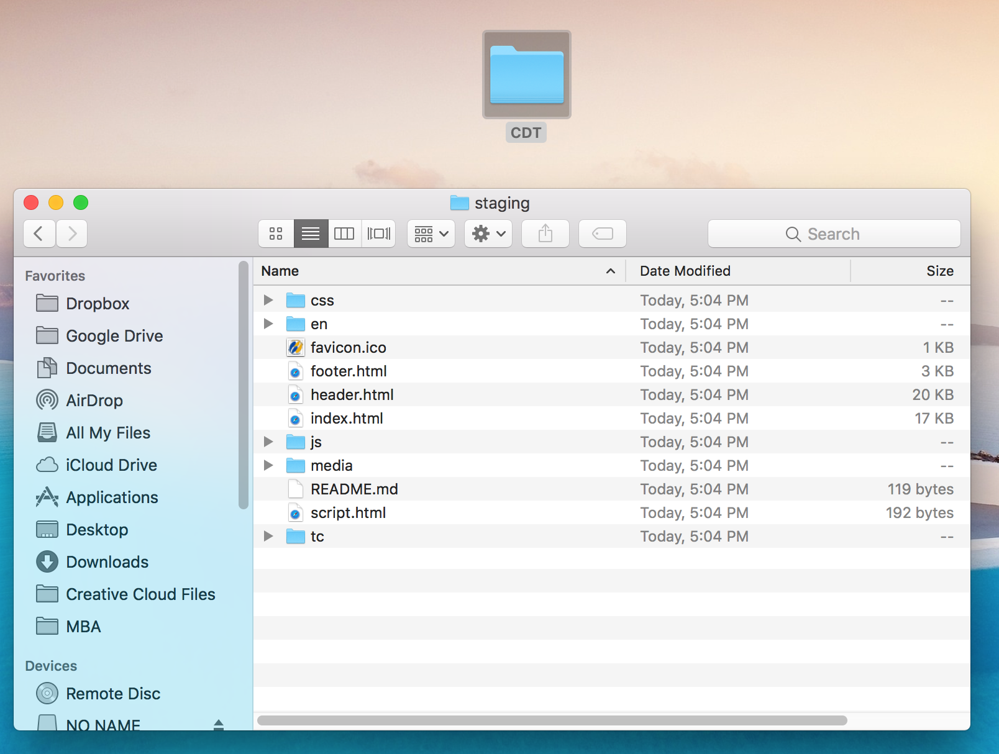 CDT
staging
Search
Favorites
Dropbox
Google Drive
Documents
AirDrop
All My Files
iCloud Drive
Applications
Desktop
Downloads
Creative Cloud Files
MBA
Devices
Remote Disc
NO NAME
Name Date Modified Size
css Today, 5:04 PM --
en Today, 5:04 PM --
favicon.ico Today, 5:04 PM 1 KB
footer.html Today, 5:04 PM 3 KB
header.html Today, 5:04 PM 20 KB
index.html Today, 5:04 PM 17 KB
js Today, 5:04 PM --
media Today, 5:04 PM --
README.md Today, 5:04 PM 119 bytes
script.html Today, 5:04 PM 192 bytes
tc Today, 5:04 PM --